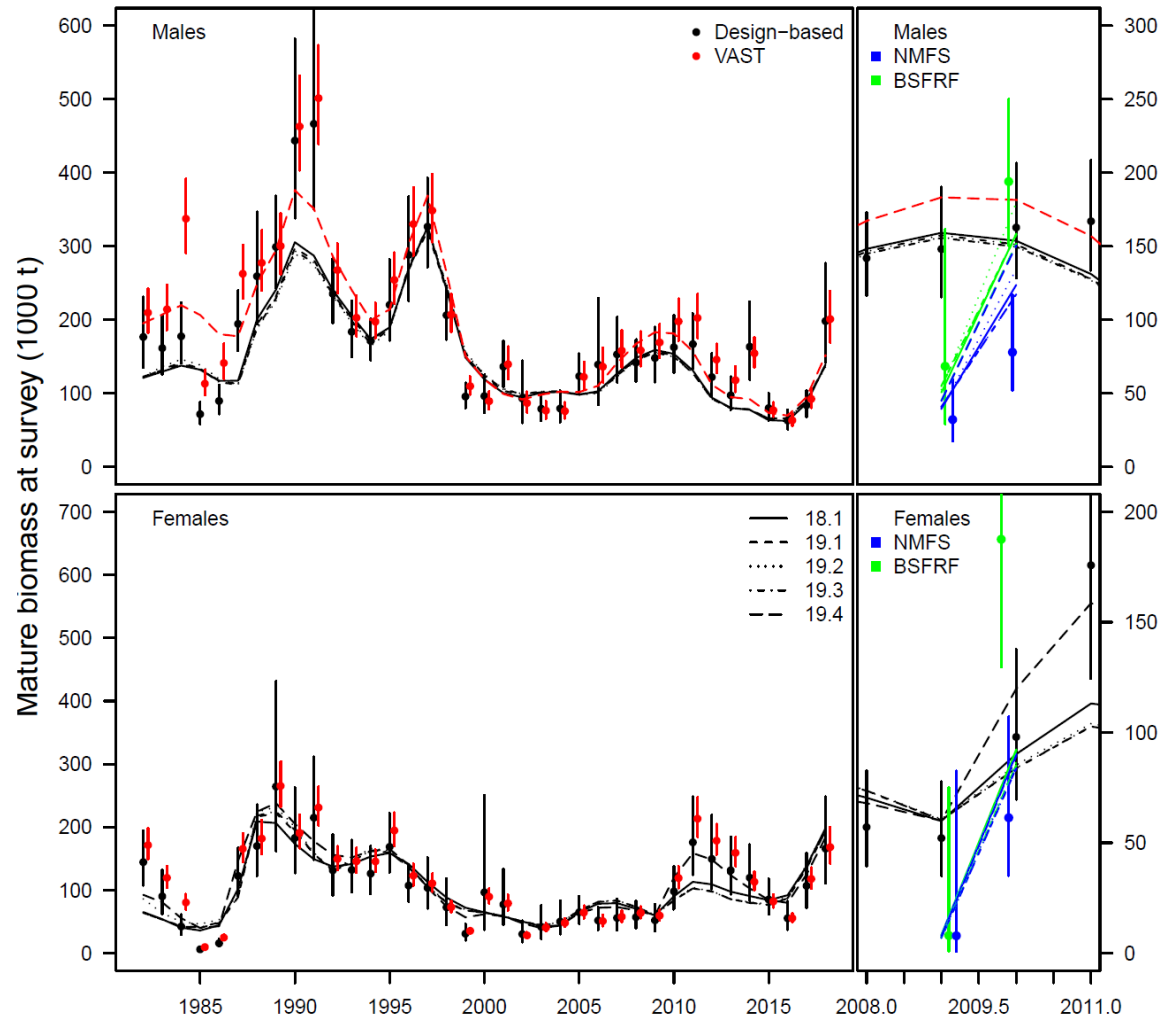 Mature biomass at survey (1000 t)
Males
Design−based
VAST
600
500
400
300
200
100
0
Males
NMFS
BSFRF
300
250
200
150
100
50
0
Females
18.1
19.1
19.2
19.3
19.4
700
600
500
400
300
200
100
0
Females
NMFS
BSFRF
200
150
100
50
0
1985 1990 1995 2000 2005 2010 2015
2008.0 2009.5 2011.0